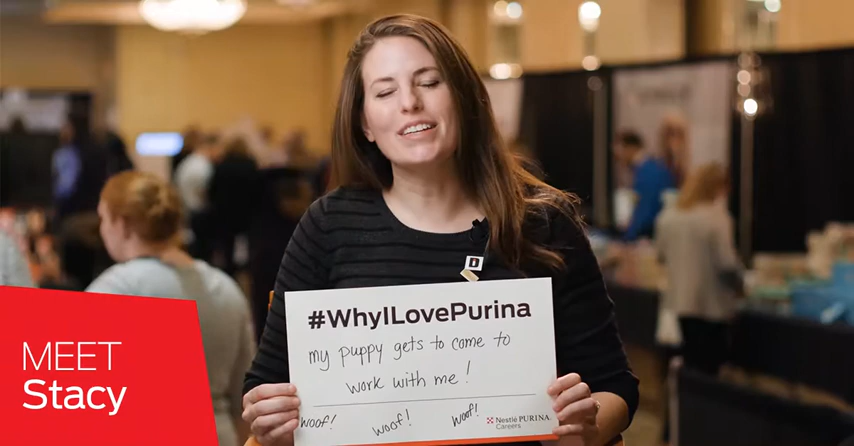 #WhyILovePurina
my puppy gets to come to
work with me!
woof! woof! woof!
Nestlé PURINA
Careers
MEET
Stacy